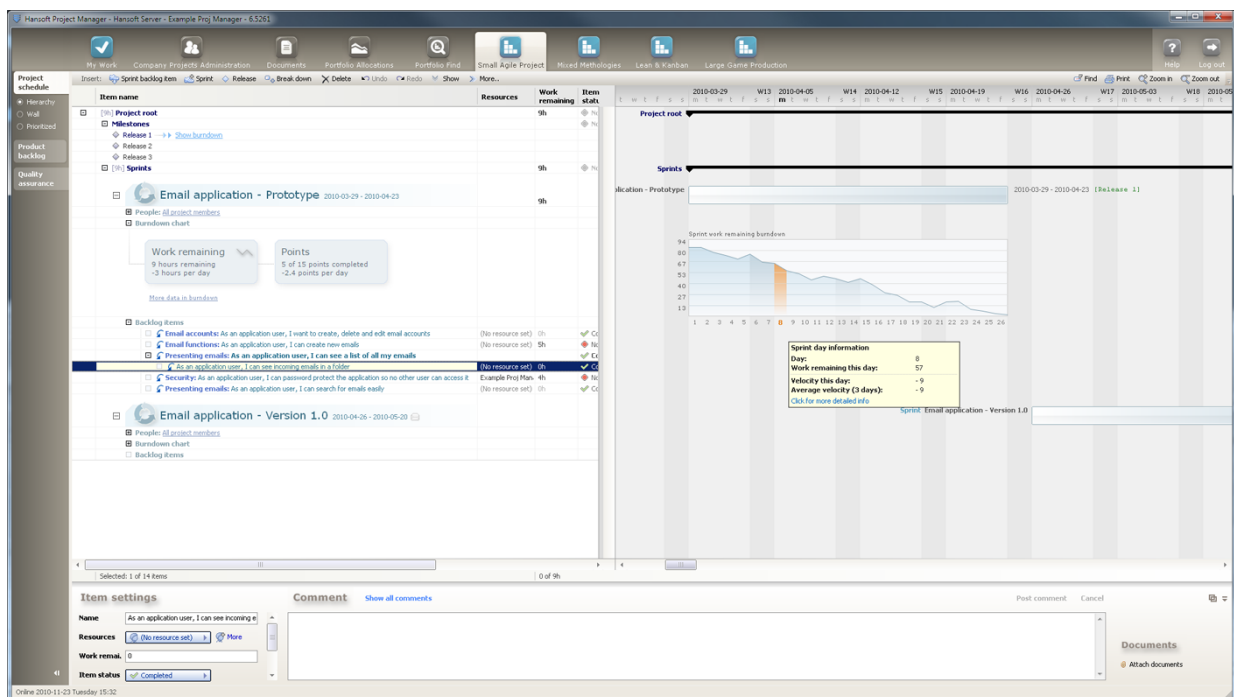 Hansoft Project Manager - Hansoft Server - Example Proj Manager - 6.5261
My Work Company Projects Administration Documents Portfolio Allocations Portfolio Find Small Agile Project Mixed Methologies Lean & Kanban Large Game Production Help Log out
Project schedule
Hierarchy
Wall
Prioritized
Product backlog
Quality assurance
Insert: Sprint backlog item Sprint Release Break down Delete Undo Redo Show More..
Find Print Zoom in Zoom out
Item name Resources Work remaining Item statu
2010-03-29 W13 2010-04-05 W14 2010-04-12 W15 2010-04-19 W16 2010-04-26 W17 2010-05-03 W18 2010-05
[9h] Project root 9h
Milestones
Release 1 Show burndown
Release 2
Release 3
[9h] Sprints 9h
Email application - Prototype 2010-03-29 - 2010-04-23
9h
People: All project members
Burndown chart
Work remaining
9 hours remaining
-3 hours per day
Points
5 of 15 points completed
-2.4 points per day
More data in burndown
Backlog items
Email accounts: As an application user, I want to create, delete and edit email accounts (No resource set) 0h Co
Email functions: As an application user, I can create new emails (No resource set) 5h No
Presenting emails: As an application user, I can see a list of all my emails Co
As an application user, I can see incoming emails in a folder (No resource set) 0h Co
Security: As an application user, I can password protect the application so no other user can access it Example Proj Man 4h No
Presenting emails: As an application user, I can search for emails easily (No resource set) 0h Co
Email application - Version 1.0 2010-04-26 - 2010-05-20
People: All project members
Burndown chart
Backlog items
Project root
Sprints
plication - Prototype
2010-03-29 - 2010-04-23 [Release 1]
Sprint work remaining burndown
94
80
67
53
40
27
13
1 2 3 4 5 6 7 8 9 10 11 12 13 14 15 16 17 18 19 20 21 22 23 24 25 26
Sprint day information
Day: 8
Work remaining this day: 57
Velocity this day: - 9
Average velocity (3 days): - 9
Click for more detailed info
Sprint Email application - Version 1.0
Selected: 1 of 14 items 0 of 9h
Item settings
Name As an application user, I can see incoming e
Resources (No resource set) More
Work remai. 0
Item status Completed
Comment Show all comments
Post comment Cancel
Documents
Attach documents
Online 2010-11-23 Tuesday 15:32